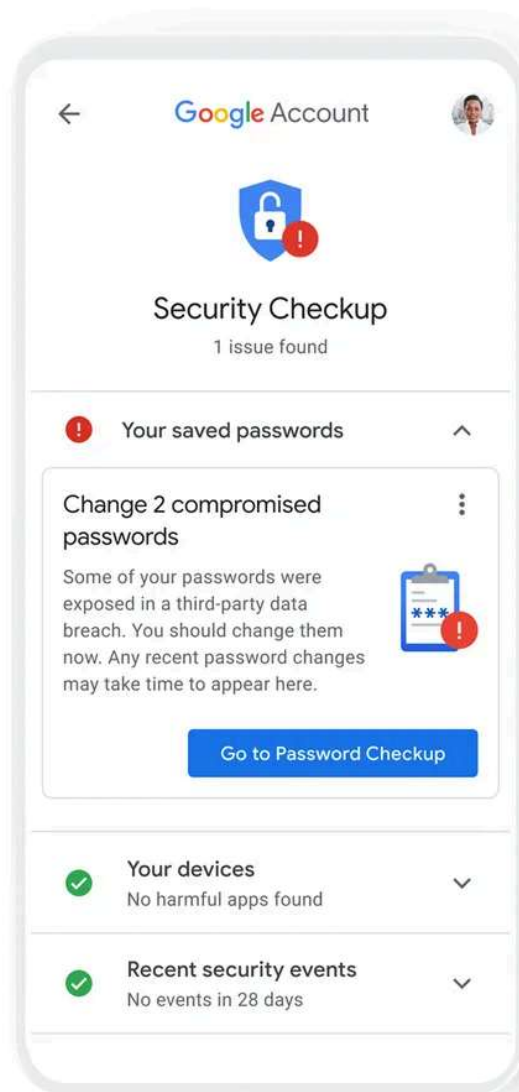 Google Account
Security Checkup
1 issue found
Your saved passwords
Change 2 compromised
passwords
Some of your passwords were
exposed in a third-party data
breach. You should change them
now. Any recent password changes
may take time to appear here.
***
Go to Password Checkup
Your devices
No harmful apps found
Recent security events
No events in 28 days